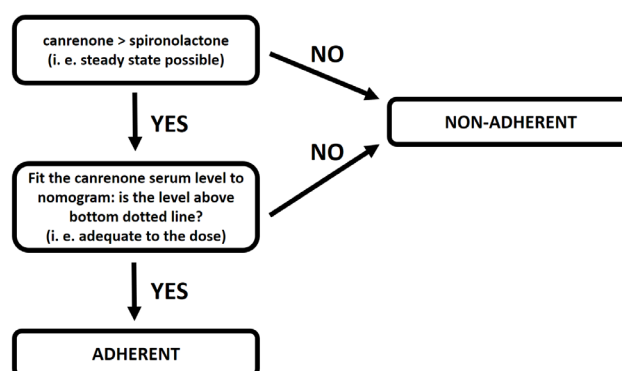 canrenone > spironolactone
(i. e. steady state possible)
NO
NON-ADHERENT
YES
NO
Fit the canrenone serum level to
nomogram: is the level above
bottom dotted line?
(i. e. adequate to the dose)
YES
ADHERENT